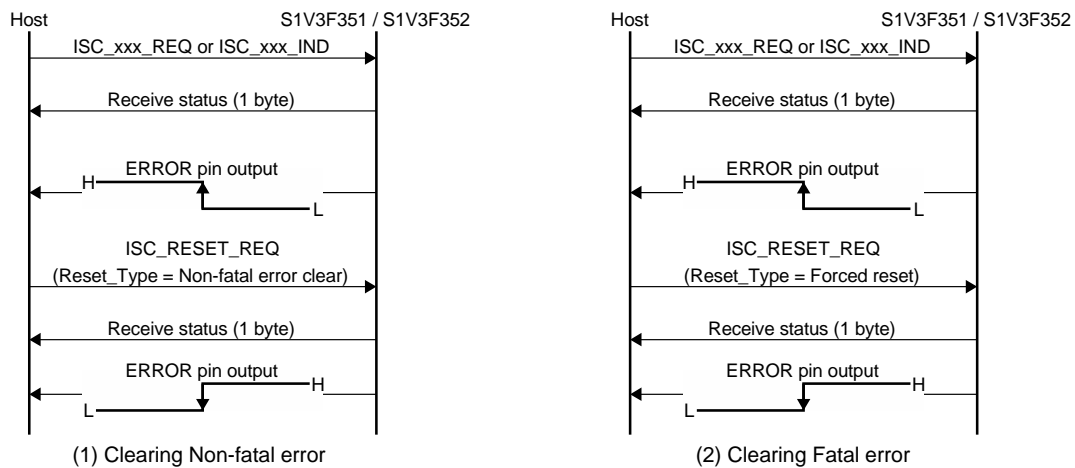 Host
S1V3F351 / S1V3F352
ISC_xxx_REQ or ISC_xxx_IND
Receive status (1 byte)
ERROR pin output
H
L
ISC_RESET_REQ
(Reset_Type = Non-fatal error clear)
Receive status (1 byte)
ERROR pin output
H
L
(1) Clearing Non-fatal error
Host
S1V3F351 / S1V3F352
ISC_xxx_REQ or ISC_xxx_IND
Receive status (1 byte)
ERROR pin output
H
L
ISC_RESET_REQ
(Reset_Type = Forced reset)
Receive status (1 byte)
ERROR pin output
H
L
(2) Clearing Fatal error